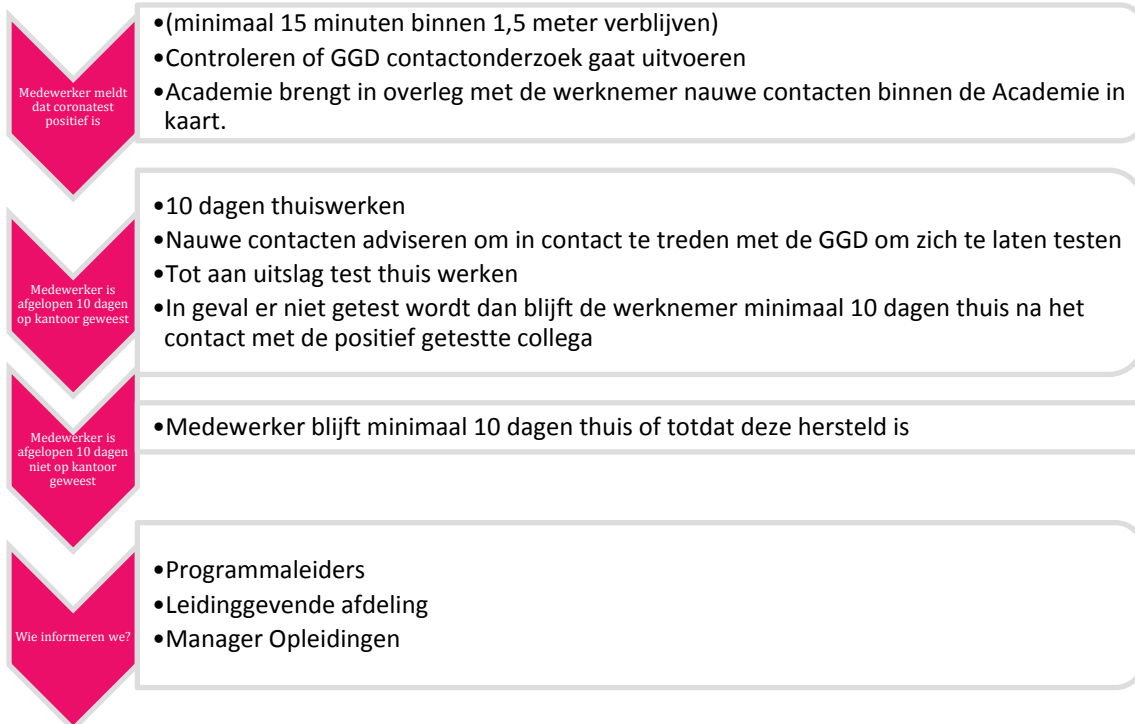 Medewerker meldt
dat coronatest
positief is
•(minimaal 15 minuten binnen 1,5 meter verblijven)
•Controleren of GGD contactonderzoek gaat uitvoeren
•Academie brengt in overleg met de werknemer nauwe contacten binnen de Academie in
kaart.
Medewerker is
afgelopen 10 dagen
op kantoor geweest
•10 dagen thuiswerken
•Nauwe contacten adviseren om in contact te treden met de GGD om zich te laten testen
•Tot aan uitslag test thuis werken
•In geval er niet getest wordt dan blijft de werknemer minimaal 10 dagen thuis na het
contact met de positief getestte collega
Medewerker is
afgelopen 10 dagen
niet op kantoor
geweest
•Medewerker blijft minimaal 10 dagen thuis of totdat deze hersteld is
Wie informeren we?
•Programmaleiders
•Leidinggevende afdeling
•Manager Opleidingen